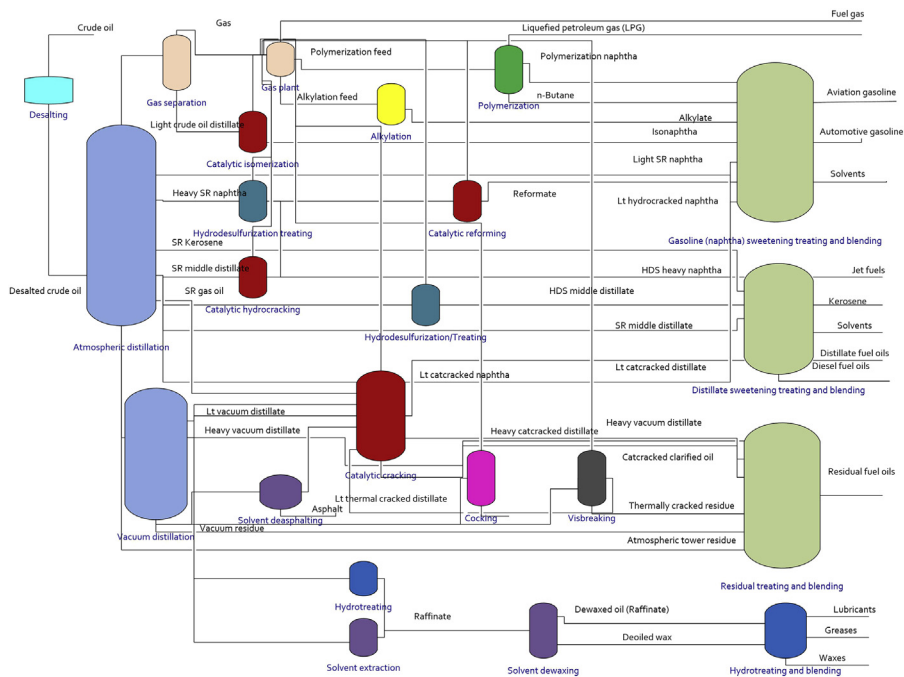 Fuel gas
Crude oil
Gas
Liquefied petroleum gas (LPG)
Polymerization feed
Polymerization naphtha
Gas plant
Desalting
Gas separation
Alkylation feed
n-Butane
Polymerization
Aviation gasoline
Light crude oil distillate
Alkylation
Alkylate
Isonaphtha
Automotive gasoline
Catalytic isomerization
Light SR naphtha
Solvents
Heavy SR naphtha
Reformate
Lt hydrocracked naphtha
Hydrodesulfurization treating
Catalytic reforming
SR Kerosene
Gasoline (naphtha) sweetening treating and blending
SR middle distillate
HDS heavy naphtha
Jet fuels
Desalted crude oil
SR gas oil
HDS middle distillate
Kerosene
Catalytic hydrocracking
SR middle distillate
Solvents
Atmospheric distillation
Hydrodesulfurization/Treating
Distillate fuel oils
Lt catcracked naphtha
Lt catcracked distillate
Diesel fuel oils
Distillate sweetening treating and blending
Lt vacuum distillate
Heavy vacuum distillate
Heavy vacuum distillate
Heavy catcracked distillate
Catcracked clarified oil
Catalytic cracking
Residual fuel oils
Lt thermal cracked distillate
Asphalt
Thermally cracked residue
Solvent deasphalting
Cocking
Visbreaking
Vacuum residue
Vacuum distillation
Atmospheric tower residue
Residual treating and blending
Hydrotreating
Raffinate
Dewaxed oil (Raffinate)
Lubricants
Deoiled wax
Greases
Solvent extraction
Solvent dewaxing
Waxes
Hydrotreating and blending